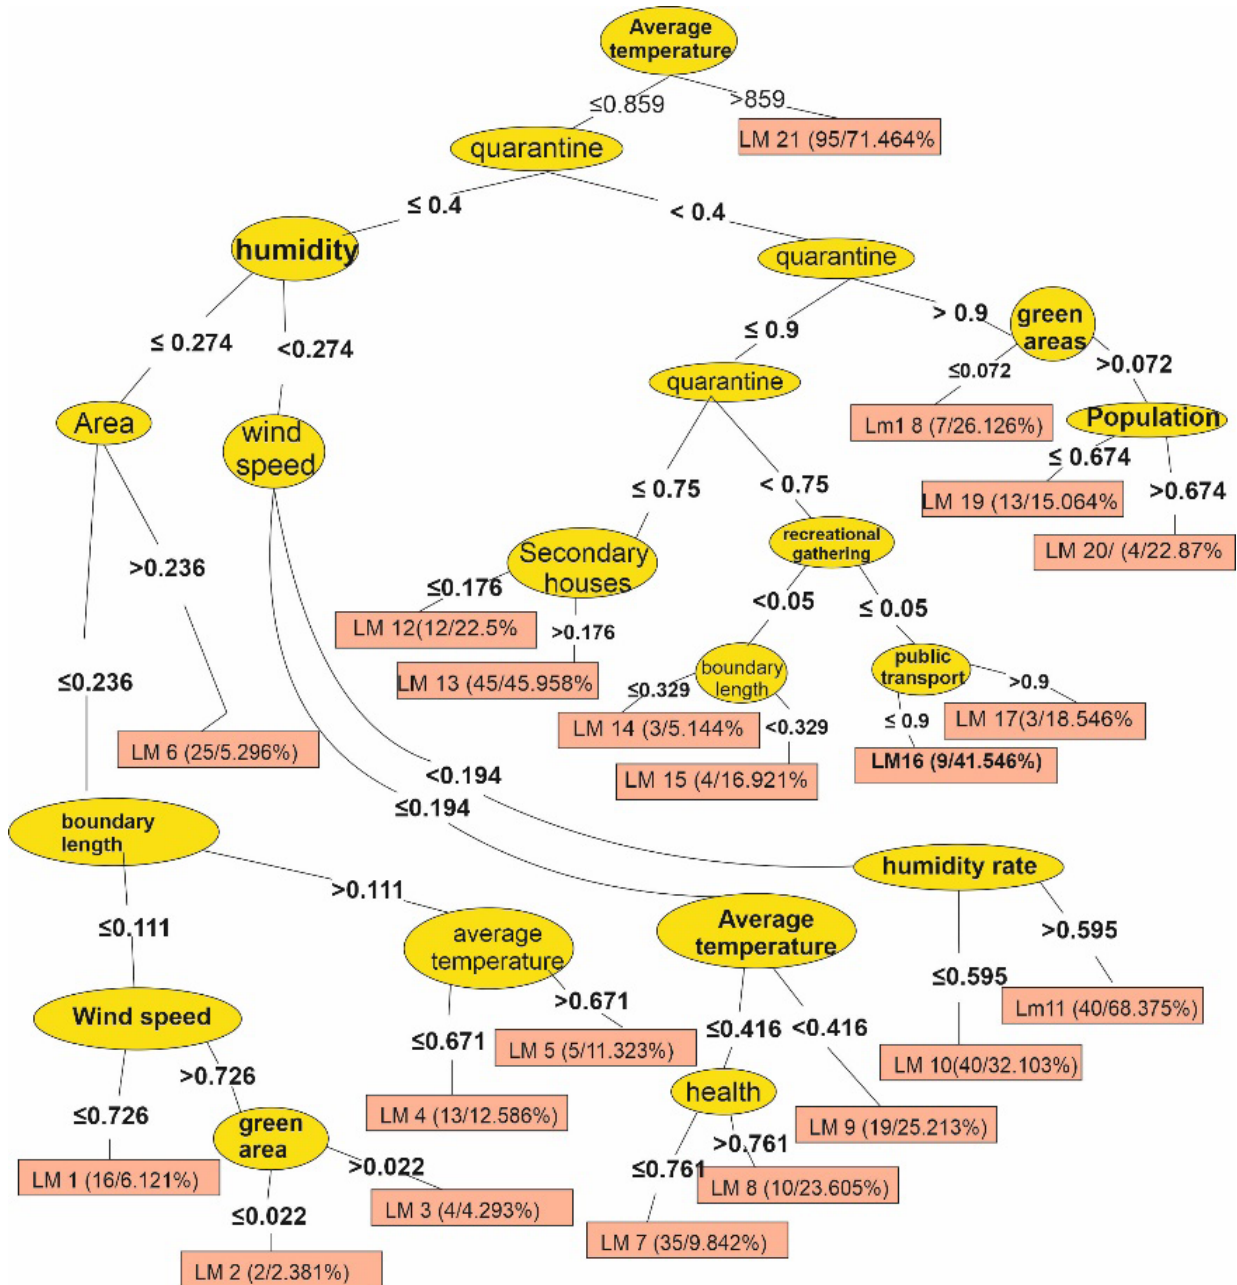 Average
temperature
≤0.859
>859
LM 21 (95/71.464%
quarantine
≤ 0.4
< 0.4
humidity
quarantine
≤ 0.274
<0.274
≤ 0.9
> 0.9
green
areas
≤0.072
>0.072
quarantine
Area
wind
speed
Lm1 8 (7/26.126%)
Population
≤ 0.674
>0.674
LM 19 (13/15.064%
LM 20/ (4/22.87%
≤ 0.75
< 0.75
recreational
gathering
Secondary
houses
>0.236
≤0.176
>0.176
<0.05
≤ 0.05
LM 12(12/22.5%
LM 13 (45/45.958%
boundary
length
public
transport
≤0.236
≤0.329
<0.329
>0.9
≤ 0.9
LM 14 (3/5.144%
LM 17(3/18.546%
LM 6 (25/5.296%)
LM 15 (4/16.921%
LM16 (9/41.546%)
<0.194
≤0.194
boundary
length
humidity rate
>0.111
≤0.111
average
temperature
Average
temperature
>0.595
≤0.595
>0.671
≤0.671
≤0.416
<0.416
Wind speed
Lm11 (40/68.375%)
LM 5 (5/11.323%)
LM 10(40/32.103%
>0.726
≤0.726
health
LM 4 (13/12.586%)
LM 9 (19/25.213%)
green
area
>0.761
≤0.761
>0.022
≤0.022
LM 1 (16/6.121%)
LM 8 (10/23.605%)
LM 3 (4/4.293%)
LM 7 (35/9.842%)
LM 2 (2/2.381%)